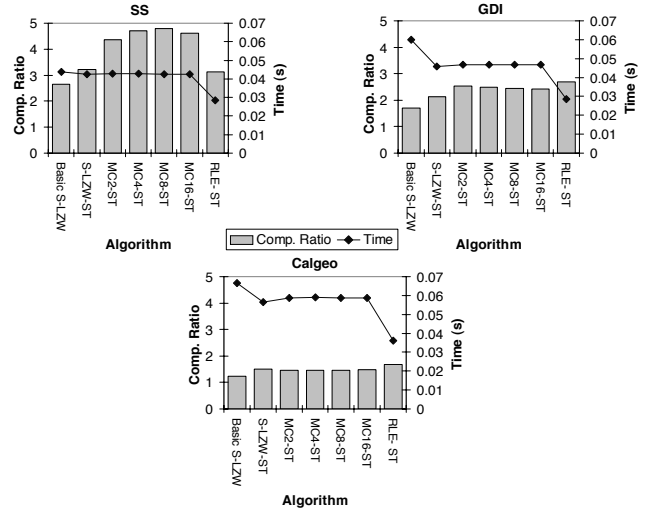 SS
5
4
3
2
1
0
Comp. Ratio
0.07
0.06
0.05
0.04
0.03
0.02
0.01
0
Time (s)
Basic S-LZW
S-LZW-ST
MC2-ST
MC4-ST
MC8-ST
MC16-ST
RLE- ST
Algorithm
GDI
5
4
3
2
1
0
Comp. Ratio
0.07
0.06
0.05
0.04
0.03
0.02
0.01
0
Time (s)
Basic S-LZW
S-LZW-ST
MC2-ST
MC4-ST
MC8-ST
MC16-ST
RLE- ST
Algorithm
Comp. Ratio Time
Calgeo
5
4
3
2
1
0
Comp. Ratio
0.07
0.06
0.05
0.04
0.03
0.02
0.01
0
Time (s)
Basic S-LZW
S-LZW-ST
MC2-ST
MC4-ST
MC8-ST
MC16-ST
RLE- ST
Algorithm